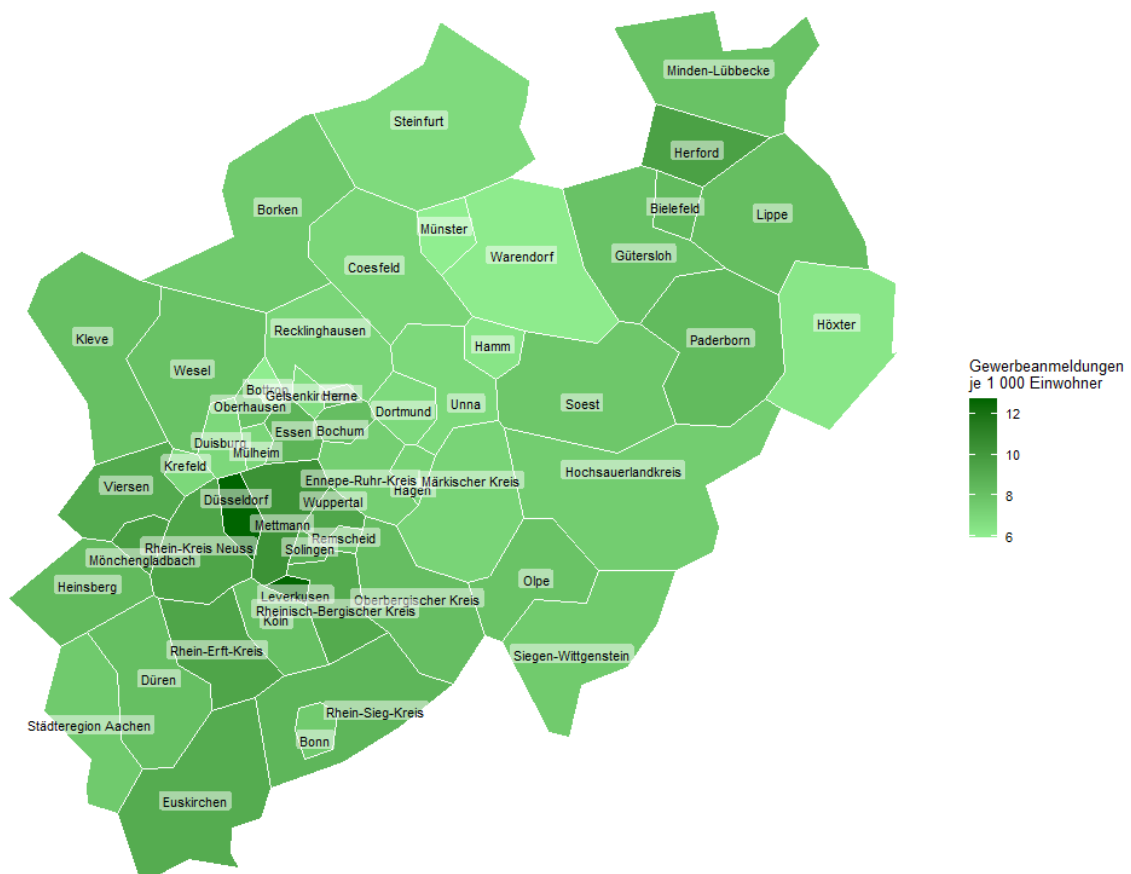 Minden-Lübbecke
Steinfurt
Herford
Borken
Bielefeld
Lippe
Münster
Warendorf
Gütersloh
Coesfeld
Höxter
Recklinghausen
Kleve
Hamm
Paderborn
Wesel
Bottrop
Gelsenkirchen
Herne
Oberhausen
Dortmund
Unna
Soest
Essen
Bochum
Duisburg
Mülheim
Krefeld
Hochsauerlandkreis
Ennepe-Ruhr-Kreis
Märkischer Kreis
Viersen
Hagen
Düsseldorf
Wuppertal
Mettmann
Remscheid
Rhein-Kreis Neuss
Solingen
Mönchengladbach
Heinsberg
Olpe
Leverkusen
Oberbergischer Kreis
Rheinisch-Bergischer Kreis
Köln
Rhein-Erft-Kreis
Siegen-Wittgenstein
Düren
Rhein-Sieg-Kreis
Städteregion Aachen
Bonn
Euskirchen
Gewerbeanmeldungen
je 1 000 Einwohner
12
10
8
6